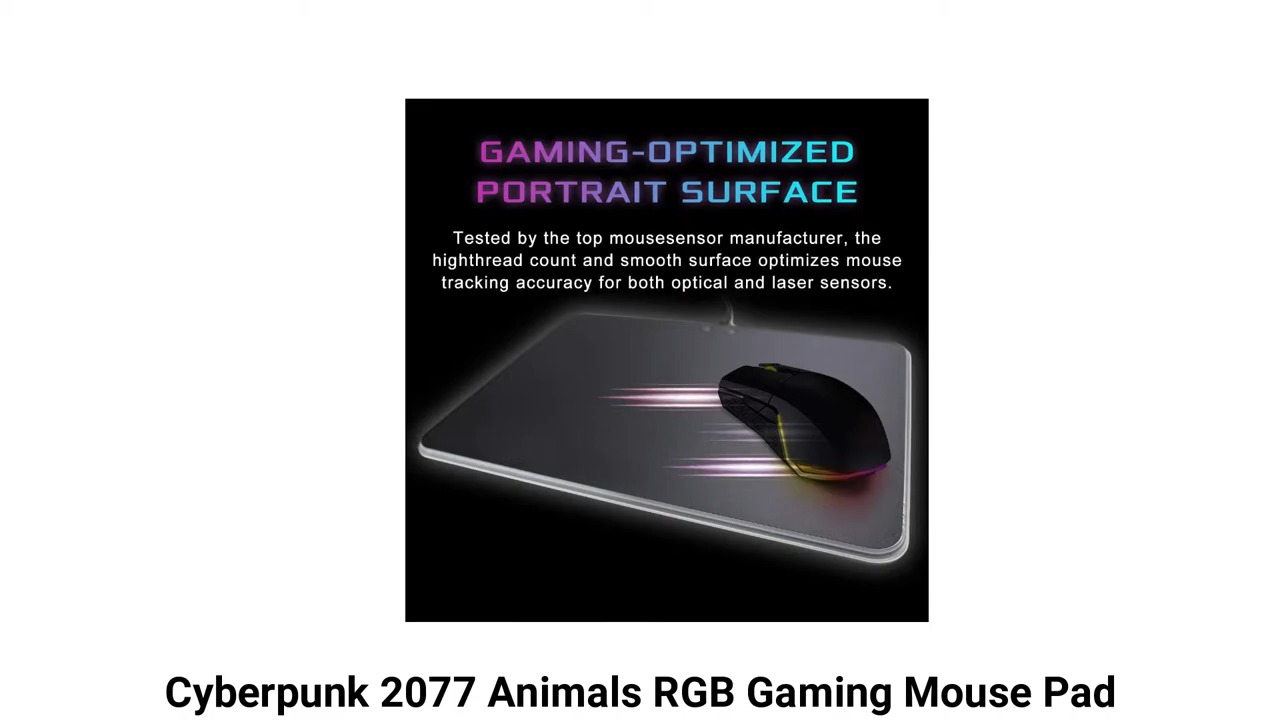 GAMING-OPTIMIZED
PORTRAIT SURFACE
Tested by the top mousesensor manufacturer, the
highthread count and smooth surface optimizes mouse
tracking accuracy for both optical and laser sensors.
Cyberpunk 2077 Animals RGB Gaming Mouse Pad